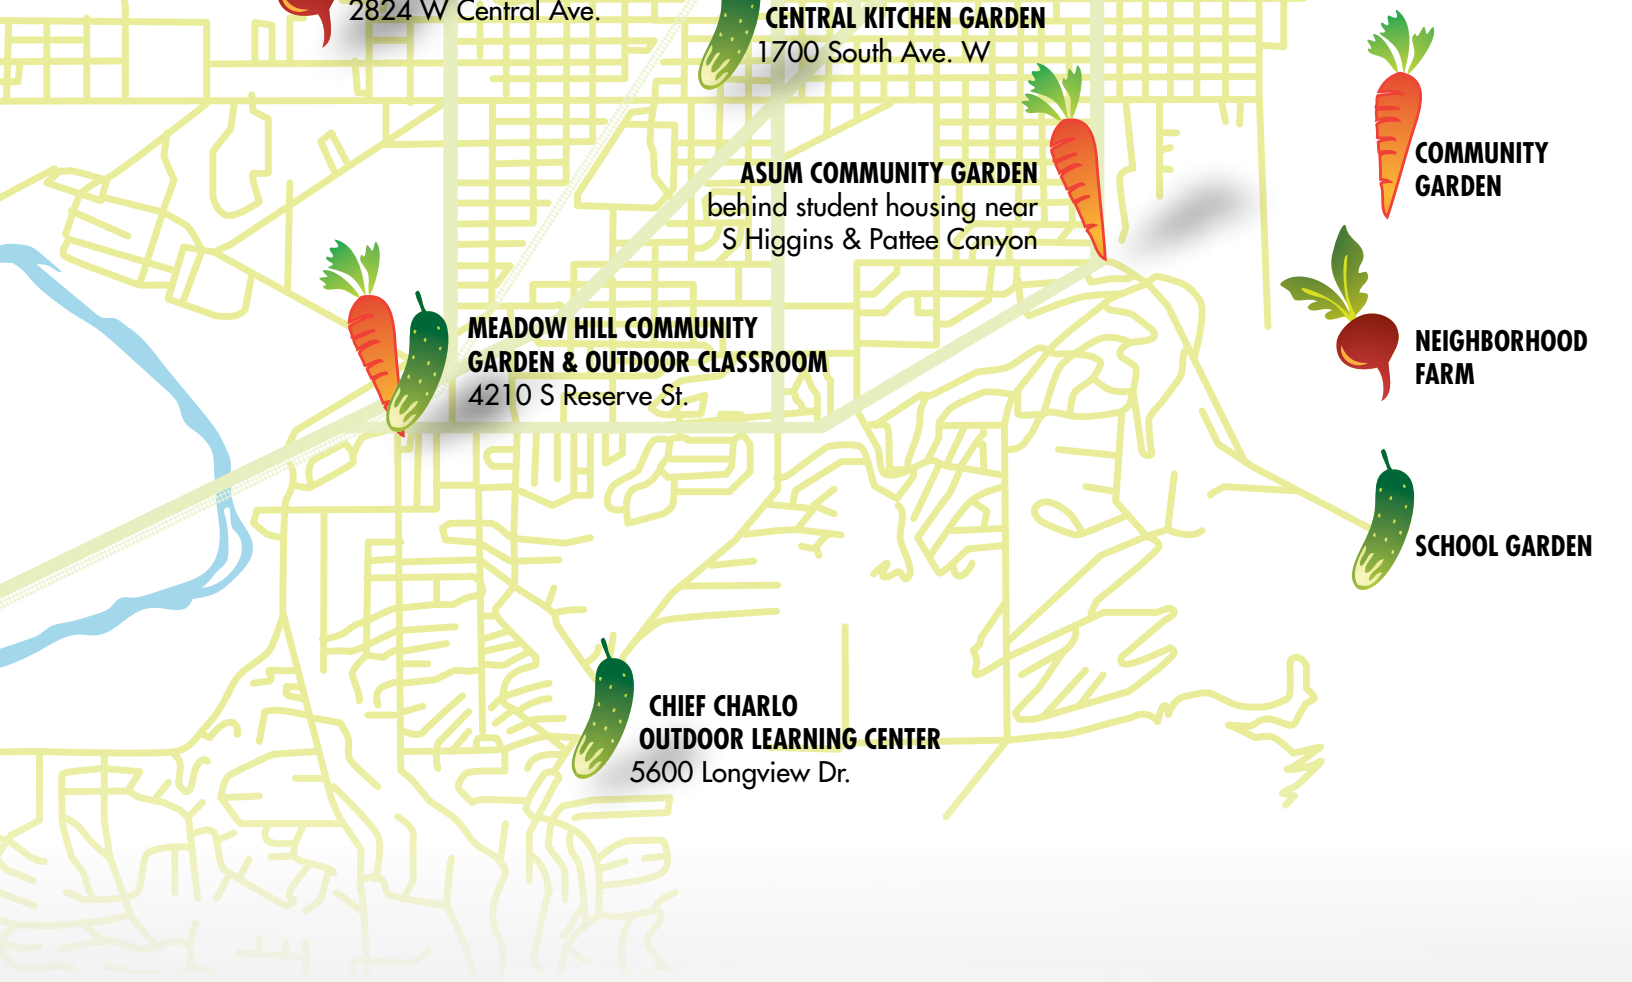 2824 W Central Ave.
CENTRAL KITCHEN GARDEN
1700 South Ave. W
ASUM COMMUNITY GARDEN
behind student housing near
S Higgins & Pattee Canyon
MEADOW HILL COMMUNITY
GARDEN & OUTDOOR CLASSROOM
4210 S Reserve St.
CHIEF CHARLO
OUTDOOR LEARNING CENTER
5600 Longview Dr.
COMMUNITY
GARDEN
NEIGHBORHOOD
FARM
SCHOOL GARDEN